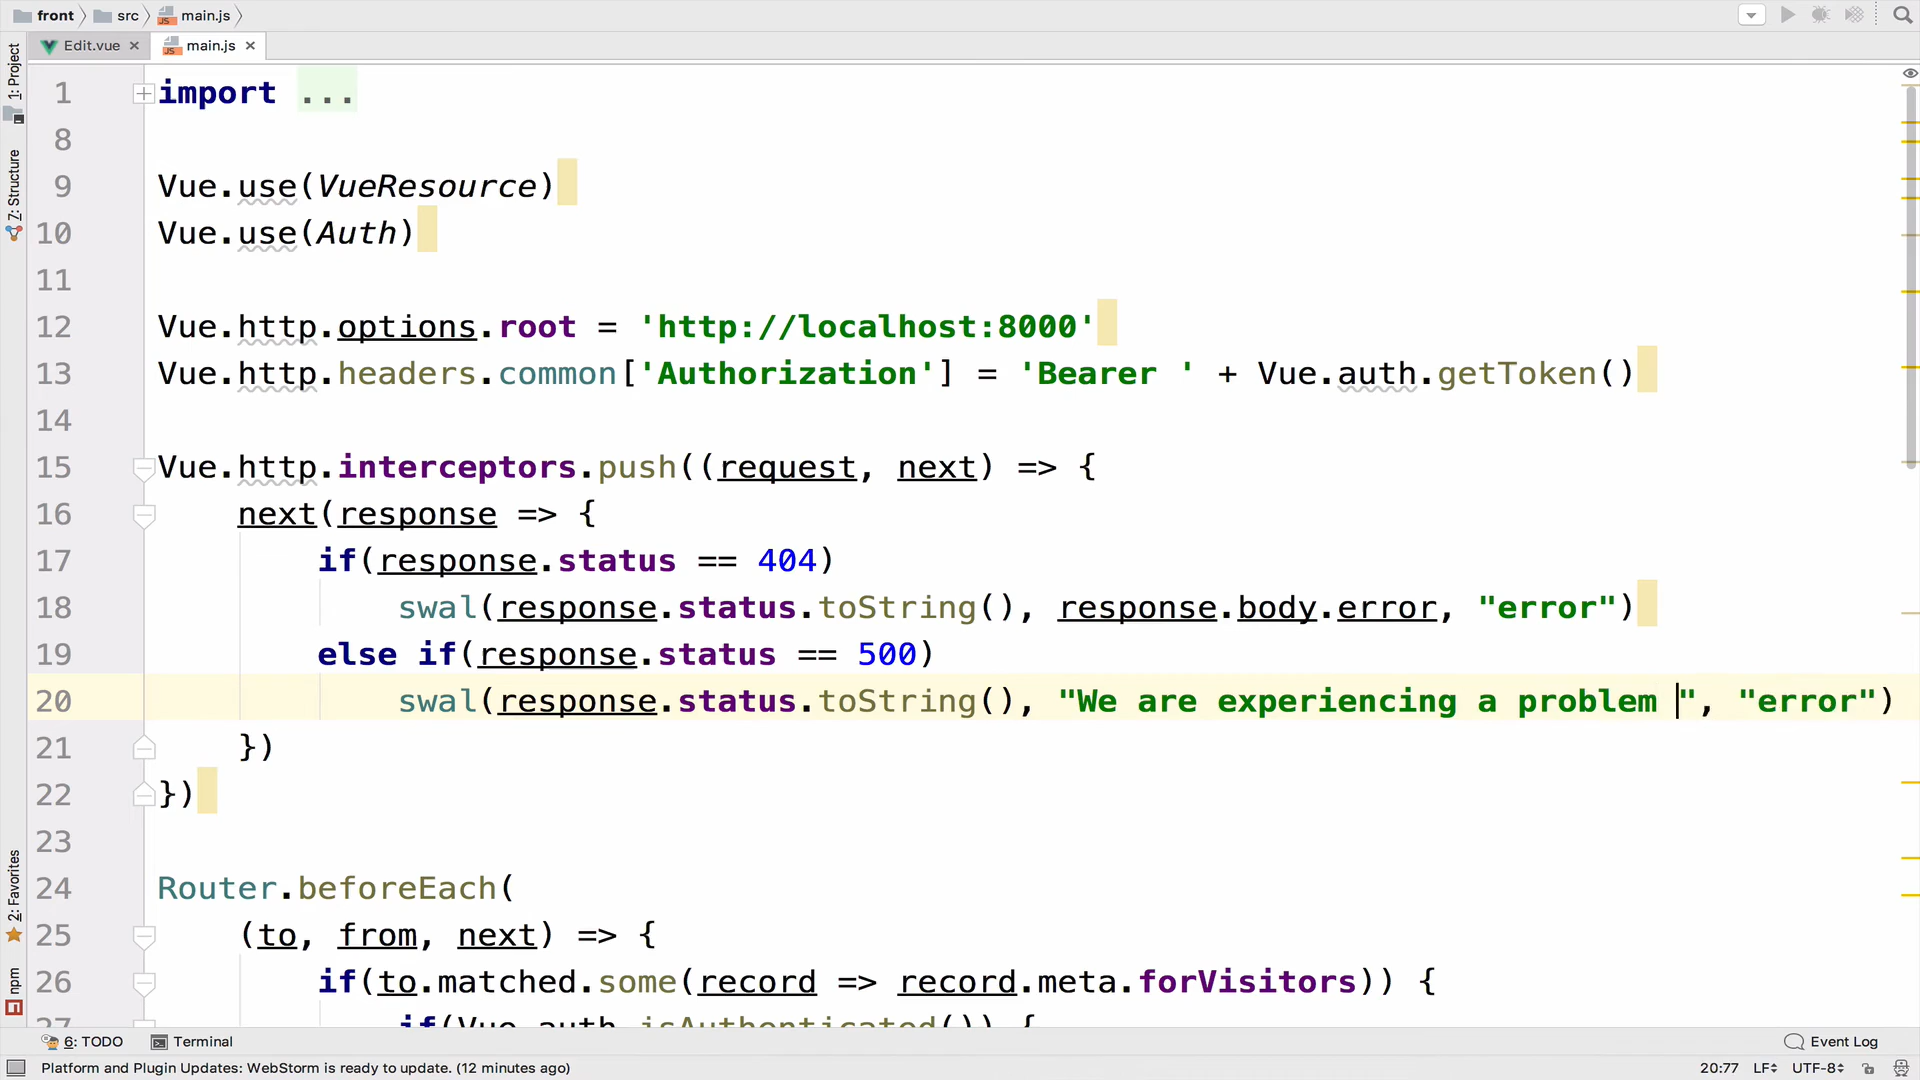 front src main.js
Edit.vue main.js
1: Project
7: Structure
2: Favorites
npm
1 import ...
8
9 Vue.use(VueResource)
10 Vue.use(Auth)
11
12 Vue.http.options.root = 'http://localhost:8000'
13 Vue.http.headers.common['Authorization'] = 'Bearer ' + Vue.auth.getToken()
14
15 Vue.http.interceptors.push((request, next) => {
16 next(response => {
17 if(response.status == 404)
18 swal(response.status.toString(), response.body.error, "error")
19 else if(response.status == 500)
20 swal(response.status.toString(), "We are experiencing a problem ", "error")
21 })
22 })
23
24 Router.beforeEach(
25 (to, from, next) => {
26 if(to.matched.some(record => record.meta.forVisitors)) {
27 if(Vue.auth.isAuthenticated()) {
6: TODO Terminal Event Log
Platform and Plugin Updates: WebStorm is ready to update. (12 minutes ago) 20:77 LF UTF-8